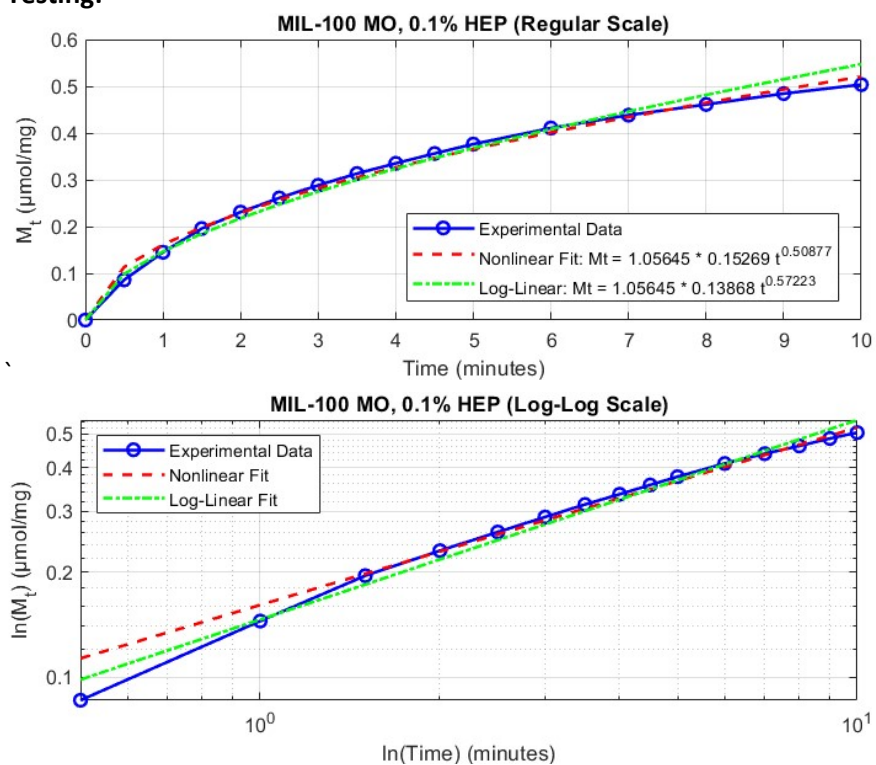 Testing:
MIL-100 MO, 0.1% HEP (Regular Scale)
0.6
0.5
0.4
0.3
0.2
0.1
0
M_t (μmol/mg)
Experimental Data
Nonlinear Fit: Mt = 1.05645 * 0.15269 t^0.50877
Log-Linear: Mt = 1.05645 * 0.13868 t^0.57223
0 1 2 3 4 5 6 7 8 9 10
Time (minutes)
`
MIL-100 MO, 0.1% HEP (Log-Log Scale)
0.5
0.4
0.3
0.2
0.1
ln(M_t) (μmol/mg)
Experimental Data
Nonlinear Fit
Log-Linear Fit
10^0 10^1
ln(Time) (minutes)